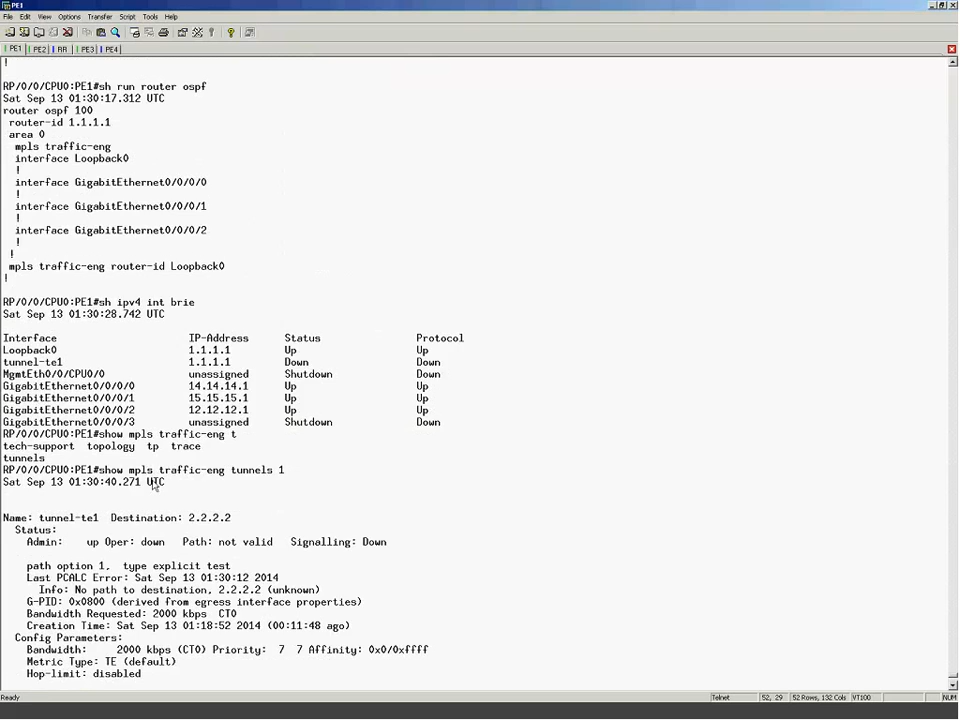 PE1
File Edit View Options Transfer Script Tools Help
PE1 PE2 RR PE3 PE4
!
RP/0/0/CPU0:PE1#sh run router ospf
Sat Sep 13 01:30:17.312 UTC
router ospf 100
router-id 1.1.1.1
area 0
mpls traffic-eng
interface Loopback0
!
interface GigabitEthernet0/0/0/0
!
interface GigabitEthernet0/0/0/1
!
interface GigabitEthernet0/0/0/2
!
!
mpls traffic-eng router-id Loopback0
!
RP/0/0/CPU0:PE1#sh ipv4 int brie
Sat Sep 13 01:30:28.742 UTC
Interface IP-Address Status Protocol
Loopback0 1.1.1.1 Up Up
tunnel-te1 1.1.1.1 Down Down
MgmtEth0/0/CPU0/0 unassigned Shutdown Down
GigabitEthernet0/0/0/0 14.14.14.1 Up Up
GigabitEthernet0/0/0/1 15.15.15.1 Up Up
GigabitEthernet0/0/0/2 12.12.12.1 Up Up
GigabitEthernet0/0/0/3 unassigned Shutdown Down
RP/0/0/CPU0:PE1#show mpls traffic-eng t
tech-support topology tp trace
tunnels
RP/0/0/CPU0:PE1#show mpls traffic-eng tunnels 1
Sat Sep 13 01:30:40.271 UTC
Name: tunnel-te1 Destination: 2.2.2.2
Status:
Admin: up Oper: down Path: not valid Signalling: Down
path option 1, type explicit test
Last PCALC Error: Sat Sep 13 01:30:12 2014
Info: No path to destination, 2.2.2.2 (unknown)
G-PID: 0x0800 (derived from egress interface properties)
Bandwidth Requested: 2000 kbps CT0
Creation Time: Sat Sep 13 01:18:52 2014 (00:11:48 ago)
Config Parameters:
Bandwidth: 2000 kbps (CT0) Priority: 7 7 Affinity: 0x0/0xffff
Metric Type: TE (default)
Hop-limit: disabled
Ready Telnet 52, 29 52 Rows, 132 Cols VT100 NUM